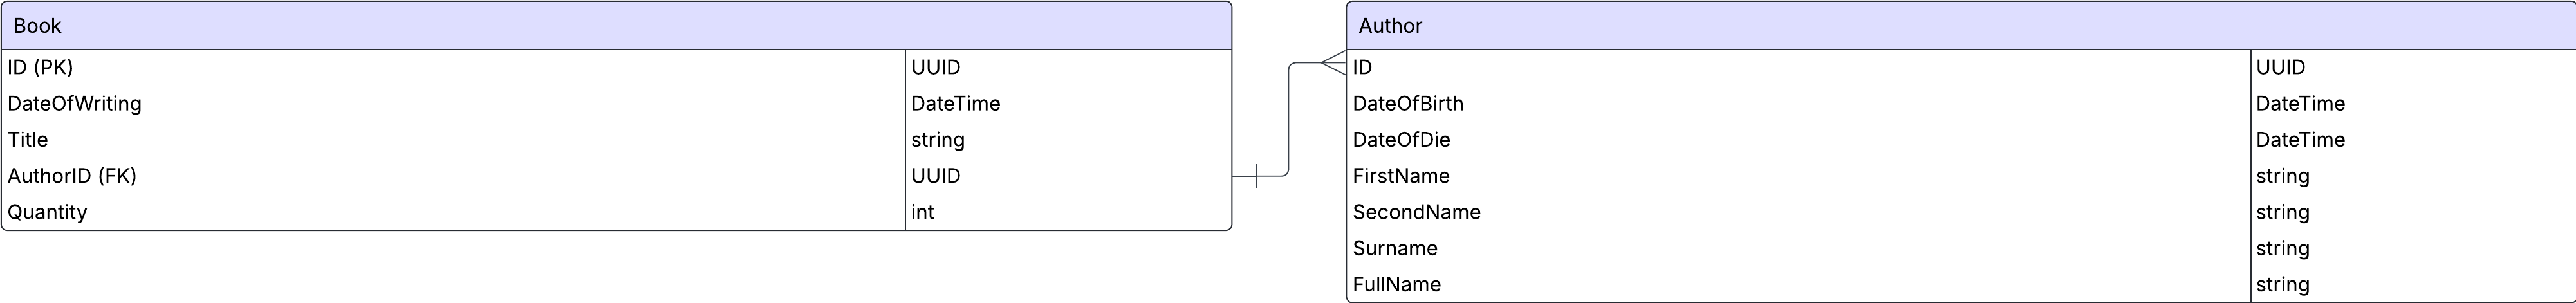 Book
ID (PK) UUID
DateOfWriting DateTime
Title string
AuthorID (FK) UUID
Quantity int
Author
ID UUID
DateOfBirth DateTime
DateOfDie DateTime
FirstName string
SecondName string
Surname string
FullName string